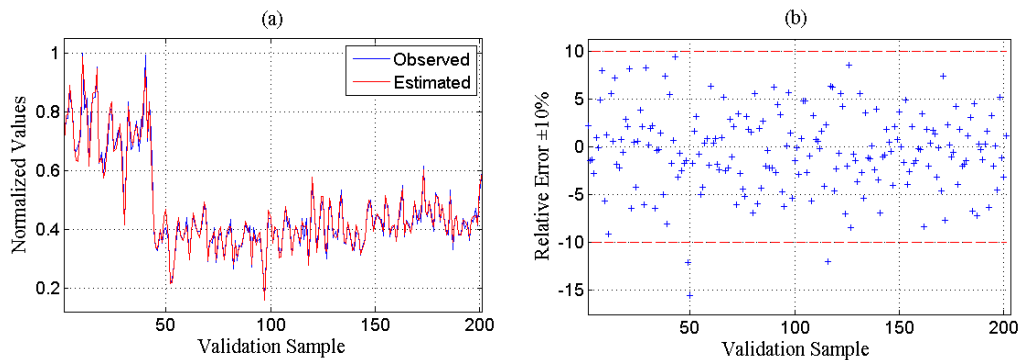 (a)
Normalized Values
1
0.8
0.6
0.4
0.2
Observed
Estimated
50
100
150
200
Validation Sample
(b)
Relative Error ±10%
10
5
0
-5
-10
-15
50
100
150
200
Validation Sample